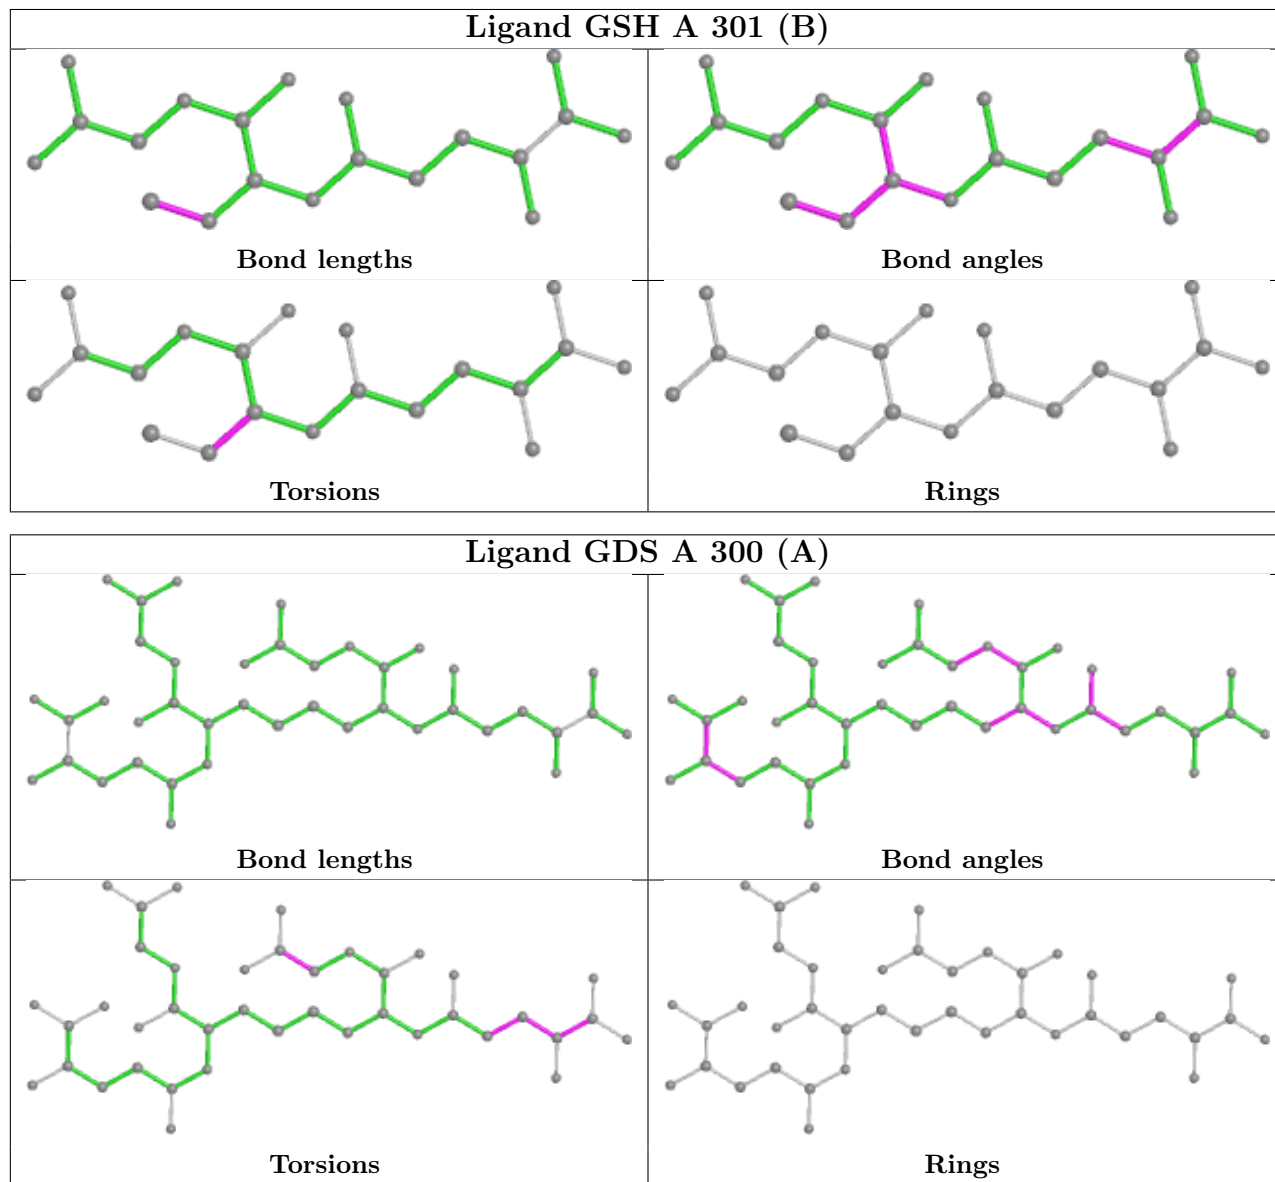 Ligand GSH A 301 (B)
Bond lengths
Bond angles
Torsions
Rings
Ligand GDS A 300 (A)
Bond lengths
Bond angles
Torsions
Rings